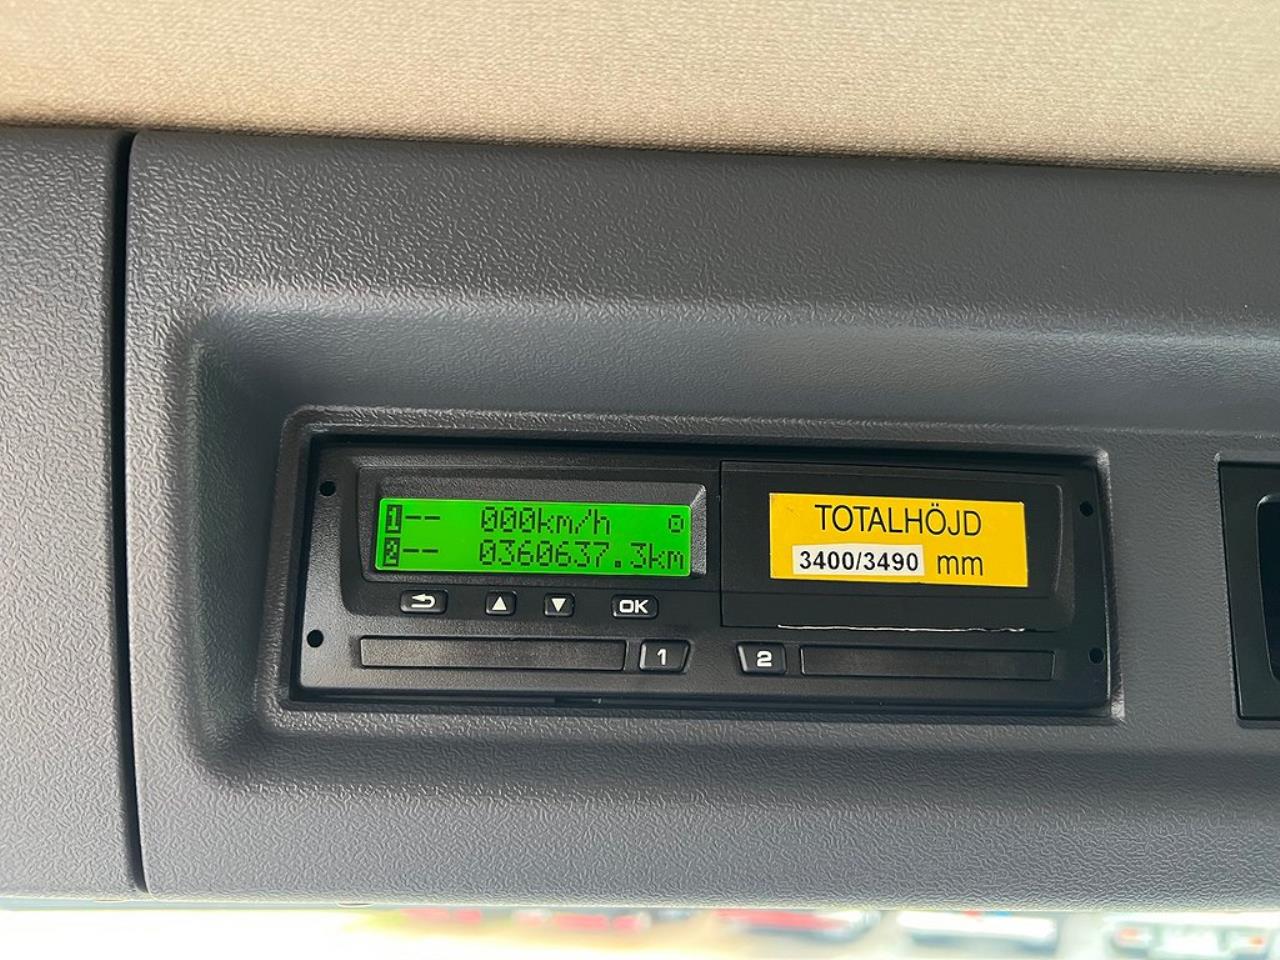 1-- 000km/h
2-- 0360637.3km
TOTALHÖJD
3400/3490 mm
OK
1
2